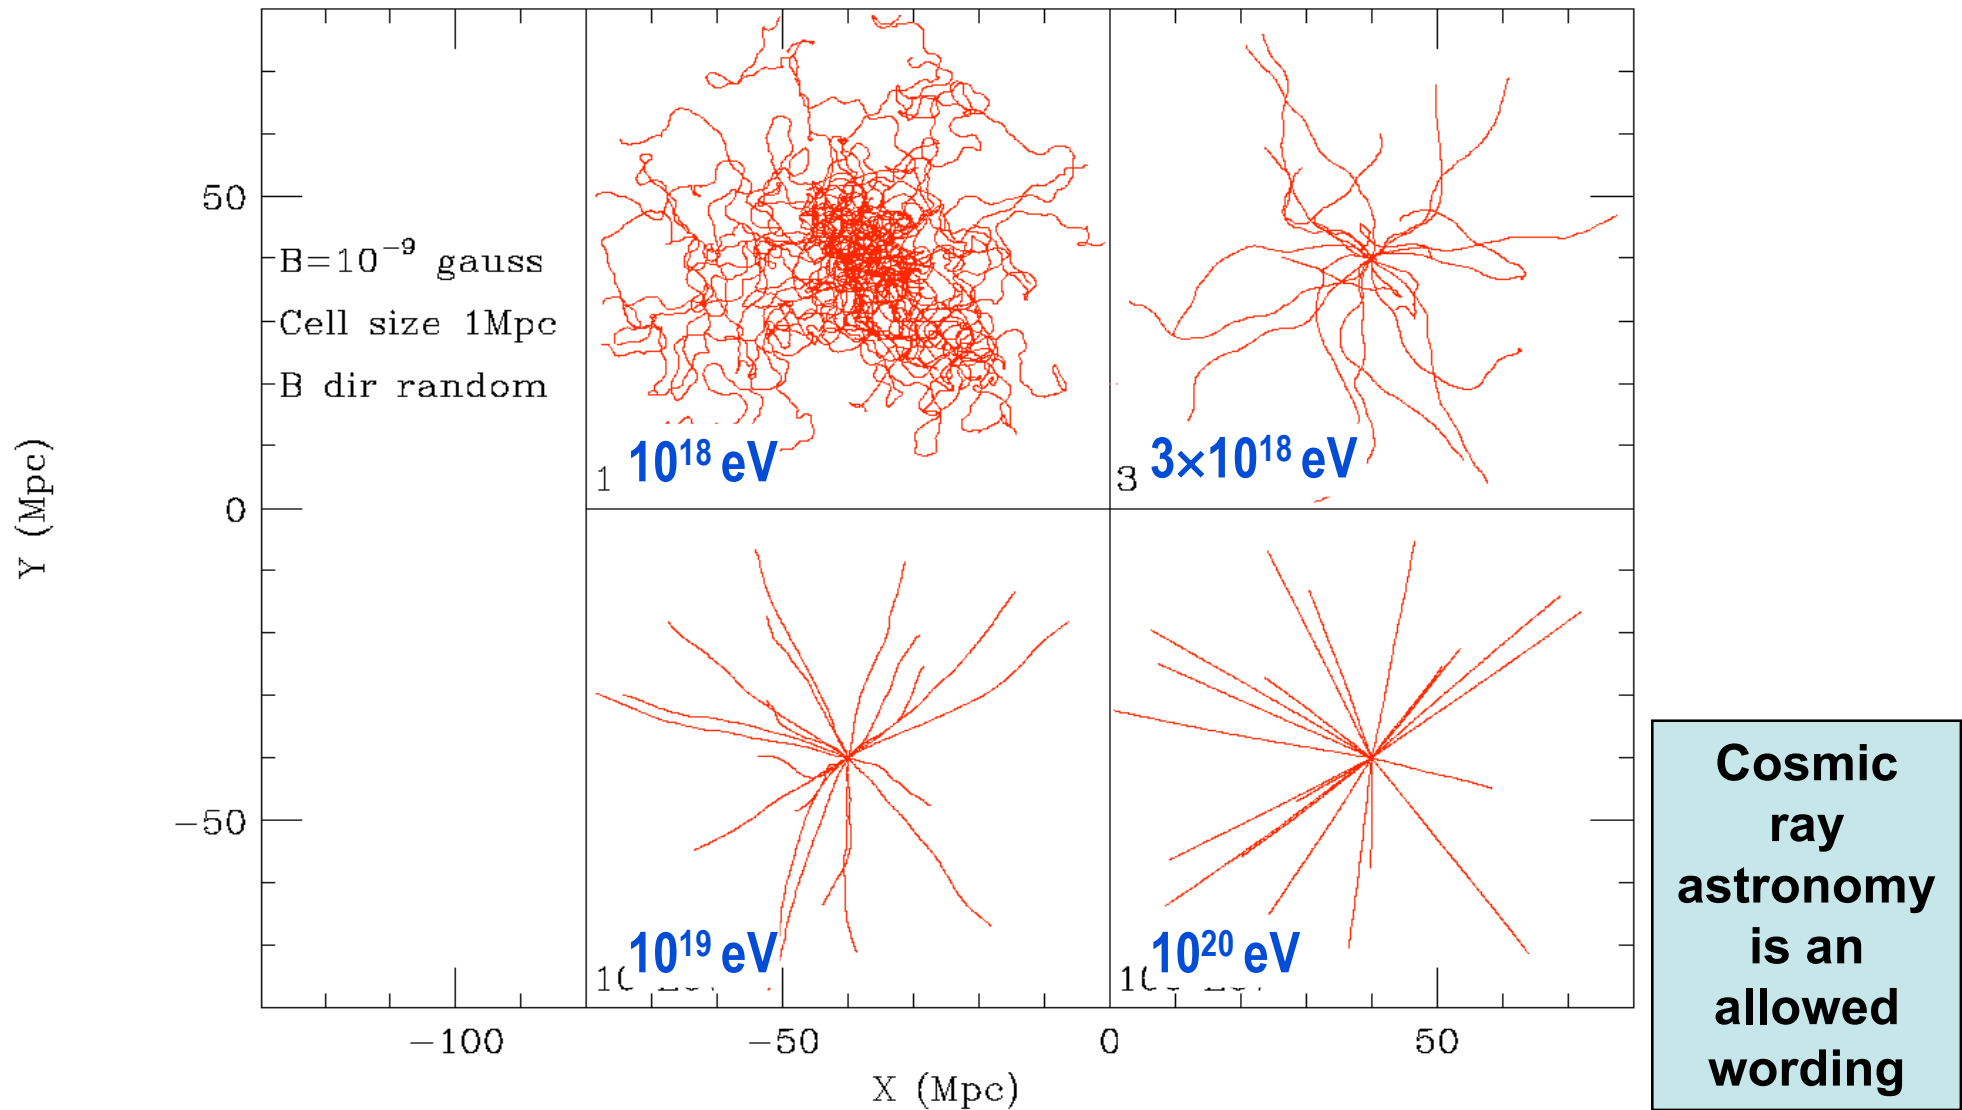 50
0
−50
Y (Mpc)
B=10⁻⁹ gauss
Cell size 1Mpc
B dir random
1 10¹⁸ eV
3 3×10¹⁸ eV
10¹⁹ eV
10²⁰ eV
−100
−50
0
50
X (Mpc)
Cosmic
ray
astronomy
is an
allowed
wording